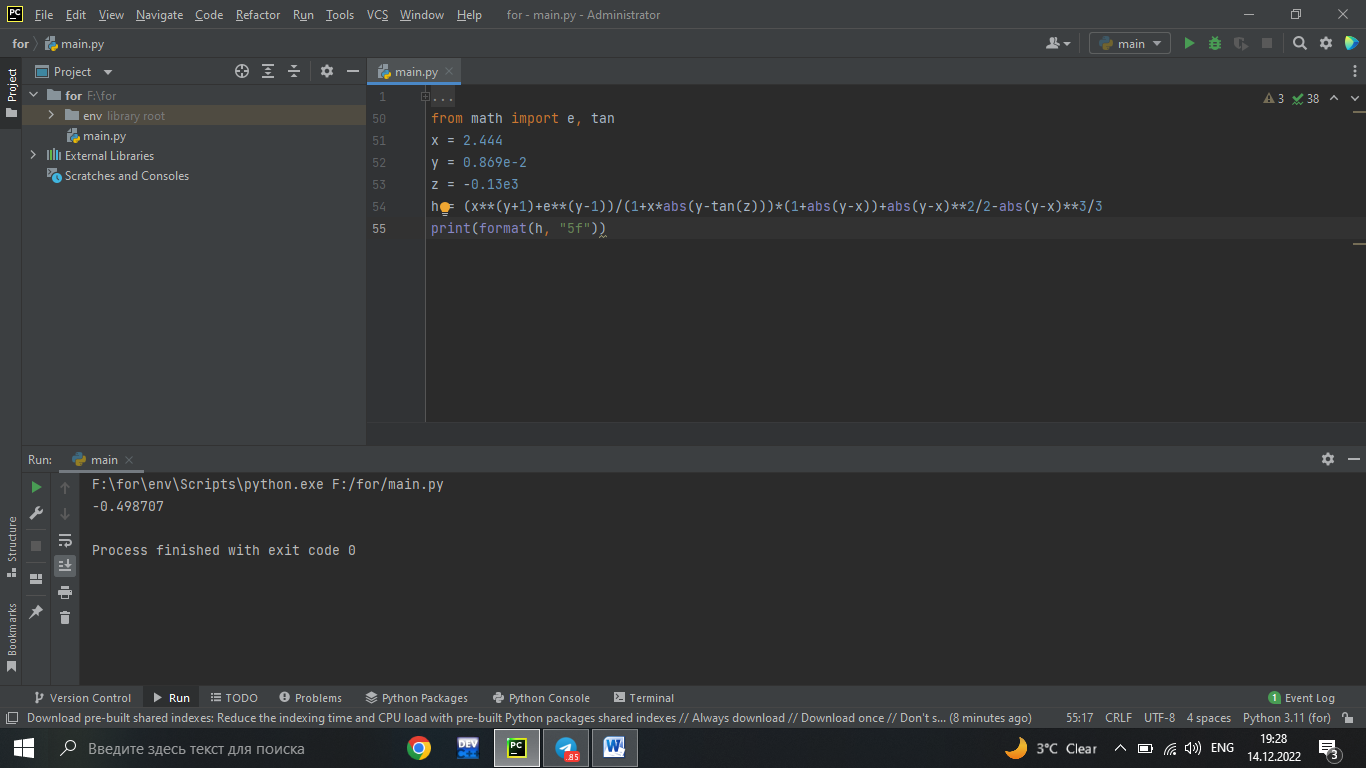 PC File Edit View Navigate Code Refactor Run Tools VCS Window Help for - main.py - Administrator
for main.py main
Project main.py
Project
for F:\for
env library root
main.py
External Libraries
Scratches and Consoles
1 ...
3 38
50 from math import e, tan
51 x = 2.444
52 y = 0.869e-2
53 z = -0.13e3
54 h = (x**(y+1)+e**(y-1))/(1+x*abs(y-tan(z)))*(1+abs(y-x))+abs(y-x)**2/2-abs(y-x)**3/3
55 print(format(h, "5f"))
Run: main
F:\for\env\Scripts\python.exe F:/for/main.py
-0.498707
Process finished with exit code 0
Structure
Bookmarks
Version Control Run TODO Problems Python Packages Python Console Terminal 1 Event Log
Download pre-built shared indexes: Reduce the indexing time and CPU load with pre-built Python packages shared indexes // Always download // Download once // Don't s... (8 minutes ago) 55:17 CRLF UTF-8 4 spaces Python 3.11 (for)
Введите здесь текст для поиска DEV PC .85 W 3°C Clear ENG 19:28
14.12.2022 3